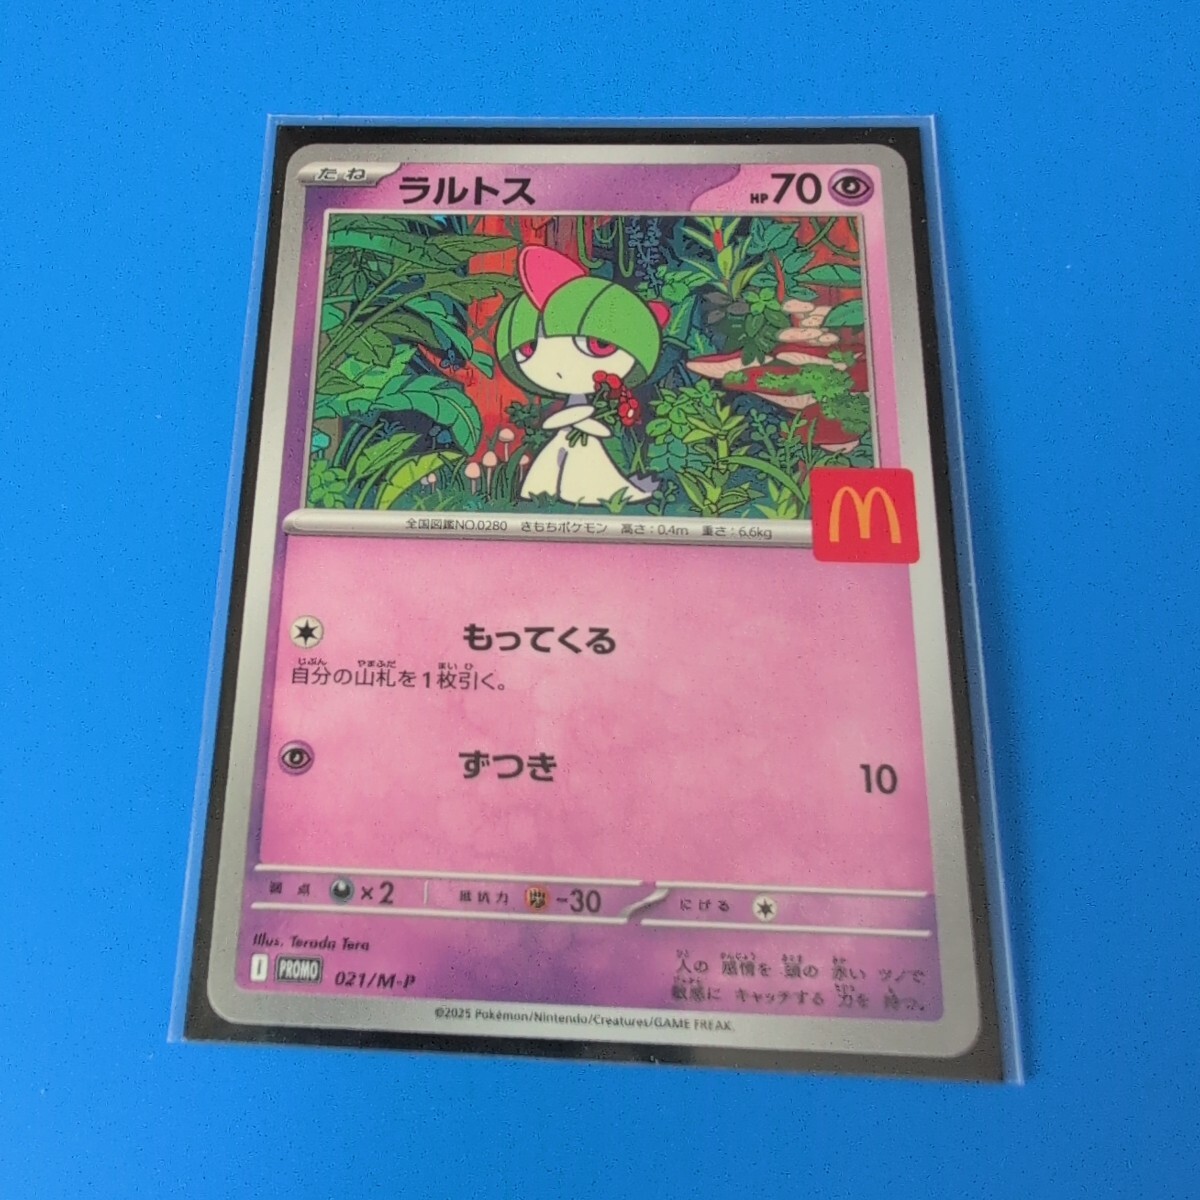 たね
ラルトス
HP70
M
全国図鑑NO.0280 きもちポケモン 高さ:0.4m 重さ:6.6kg
もってくる
自分の山札を1枚引く。
ずつき 10
弱点 ×2 抵抗力 -30 にげる
Illus. Terada Tera
I PROMO 021/M-P
人の感情を頭の赤いツノで
敏感にキャッチする力を持つ。
©2025 Pokémon/Nintendo/Creatures/GAME FREAK.